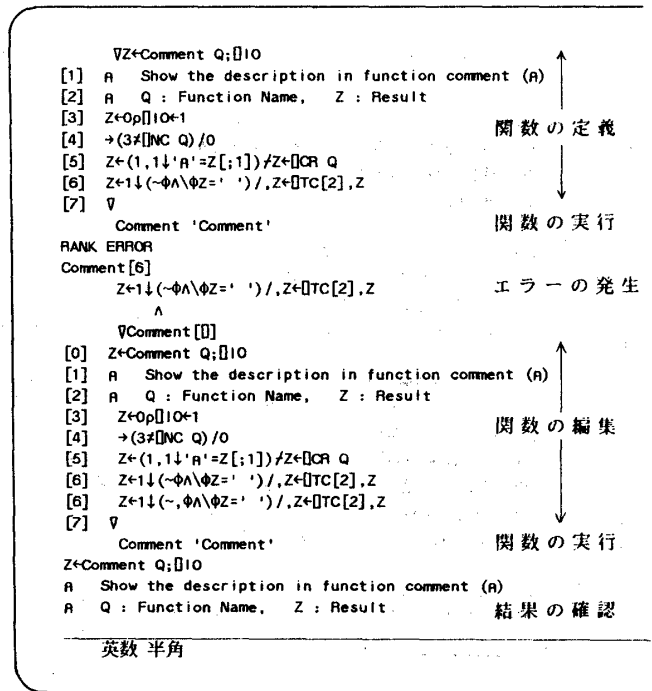 ∇Z←Comment Q;⎕IO
[1] ⍝ Show the description in function comment (⍝)
[2] ⍝ Q : Function Name, Z : Result
[3] Z←0⍴⎕IO←1
[4] →(3≠⎕NC Q)/0
[5] Z←(1,1↓'⍝'=Z[;1])⌿Z←⎕CR Q
[6] Z←1↓(~⌽∧\⌽Z=' ')/,Z←⎕TC[2],Z
[7] ∇
関数の定義
Comment 'Comment'
関数の実行
RANK ERROR
Comment[6]
Z←1↓(~⌽∧\⌽Z=' ')/,Z←⎕TC[2],Z
∧
エラーの発生
∇Comment[⎕]
[0] Z←Comment Q;⎕IO
[1] ⍝ Show the description in function comment (⍝)
[2] ⍝ Q : Function Name, Z : Result
[3] Z←0⍴⎕IO←1
[4] →(3≠⎕NC Q)/0
[5] Z←(1,1↓'⍝'=Z[;1])⌿Z←⎕CR Q
[6] Z←1↓(~⌽∧\⌽Z=' ')/,Z←⎕TC[2],Z
[6] Z←1↓(~,⌽∧\⌽Z=' ')/,Z←⎕TC[2],Z
[7] ∇
関数の編集
Comment 'Comment'
関数の実行
Z←Comment Q;⎕IO
⍝ Show the description in function comment (⍝)
⍝ Q : Function Name, Z : Result
結果の確認
英数 半角